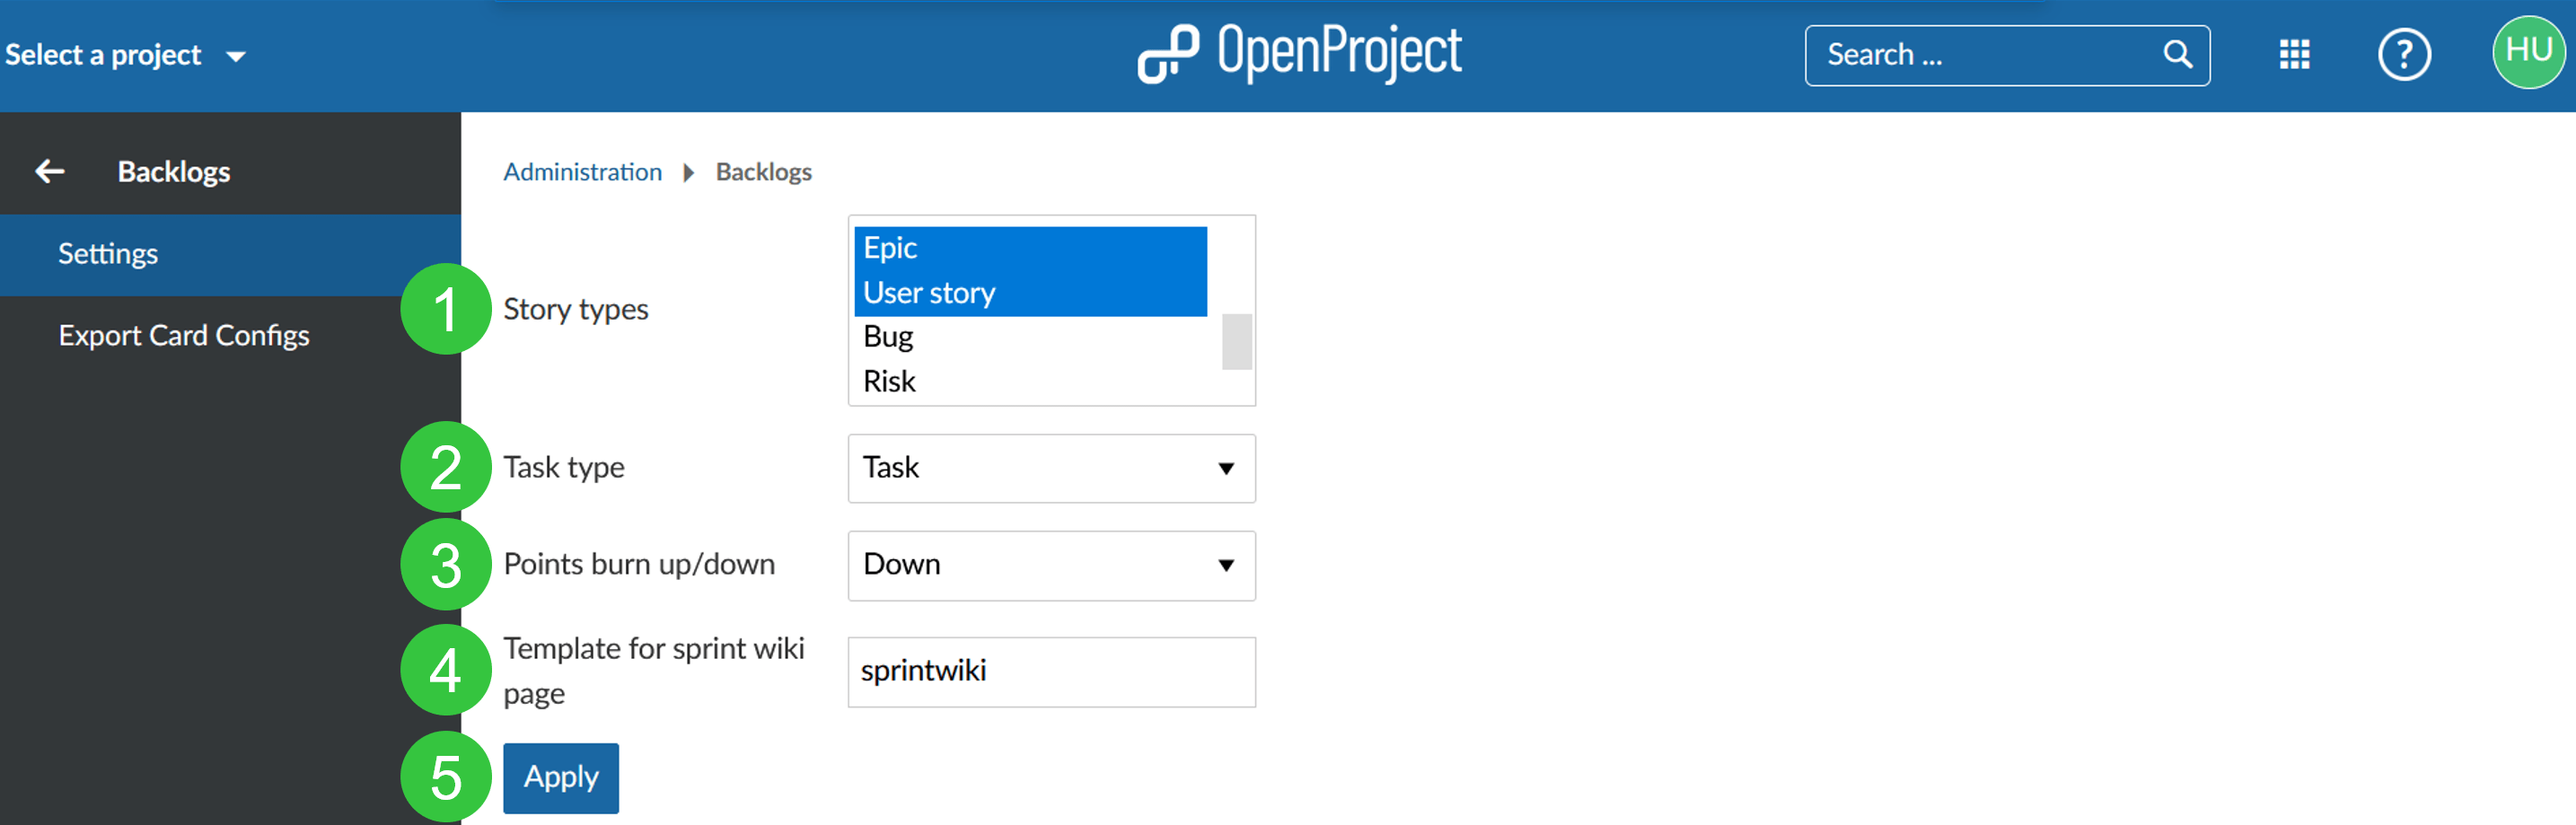 Select a project
OpenProject
Search ...
?
HU
Backlogs
Settings
Export Card Configs
Administration Backlogs
1 Story types
Epic
User story
Bug
Risk
2 Task type Task
3 Points burn up/down Down
4 Template for sprint wiki page
sprintwiki
5 Apply